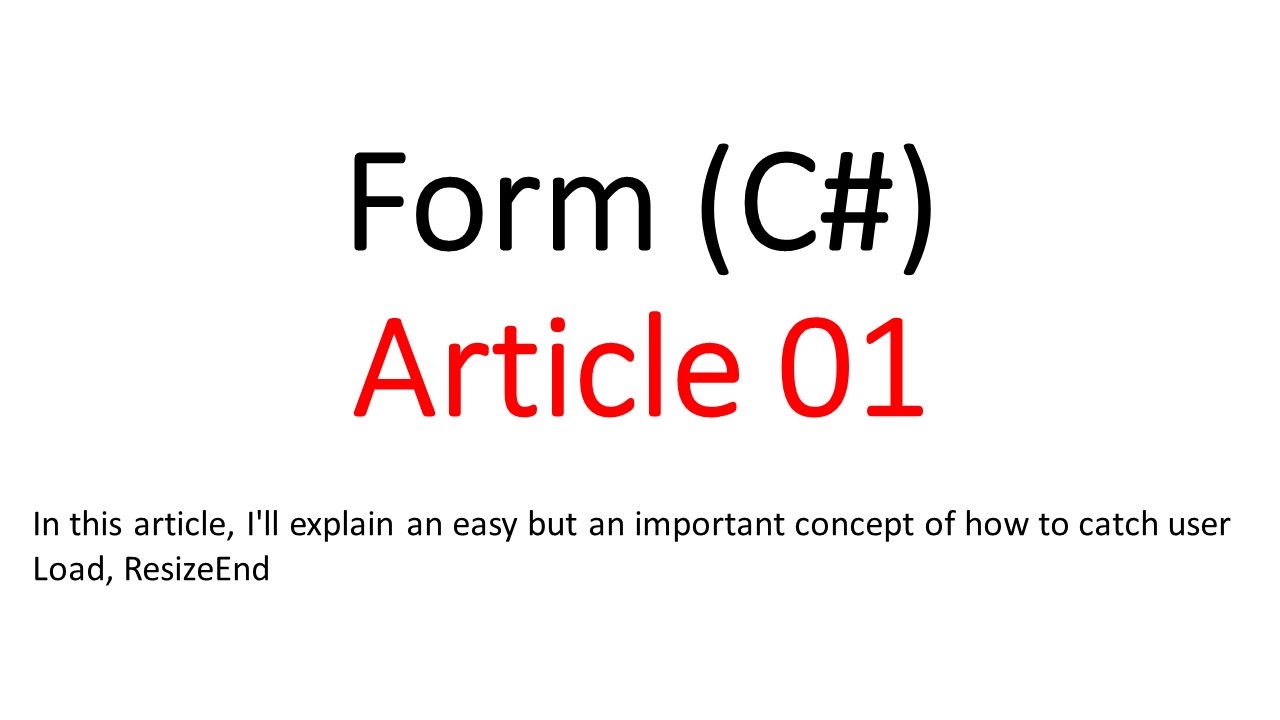 Form (C#)
Article 01
In this article, I'll explain an easy but an important concept of how to catch user
Load, ResizeEnd